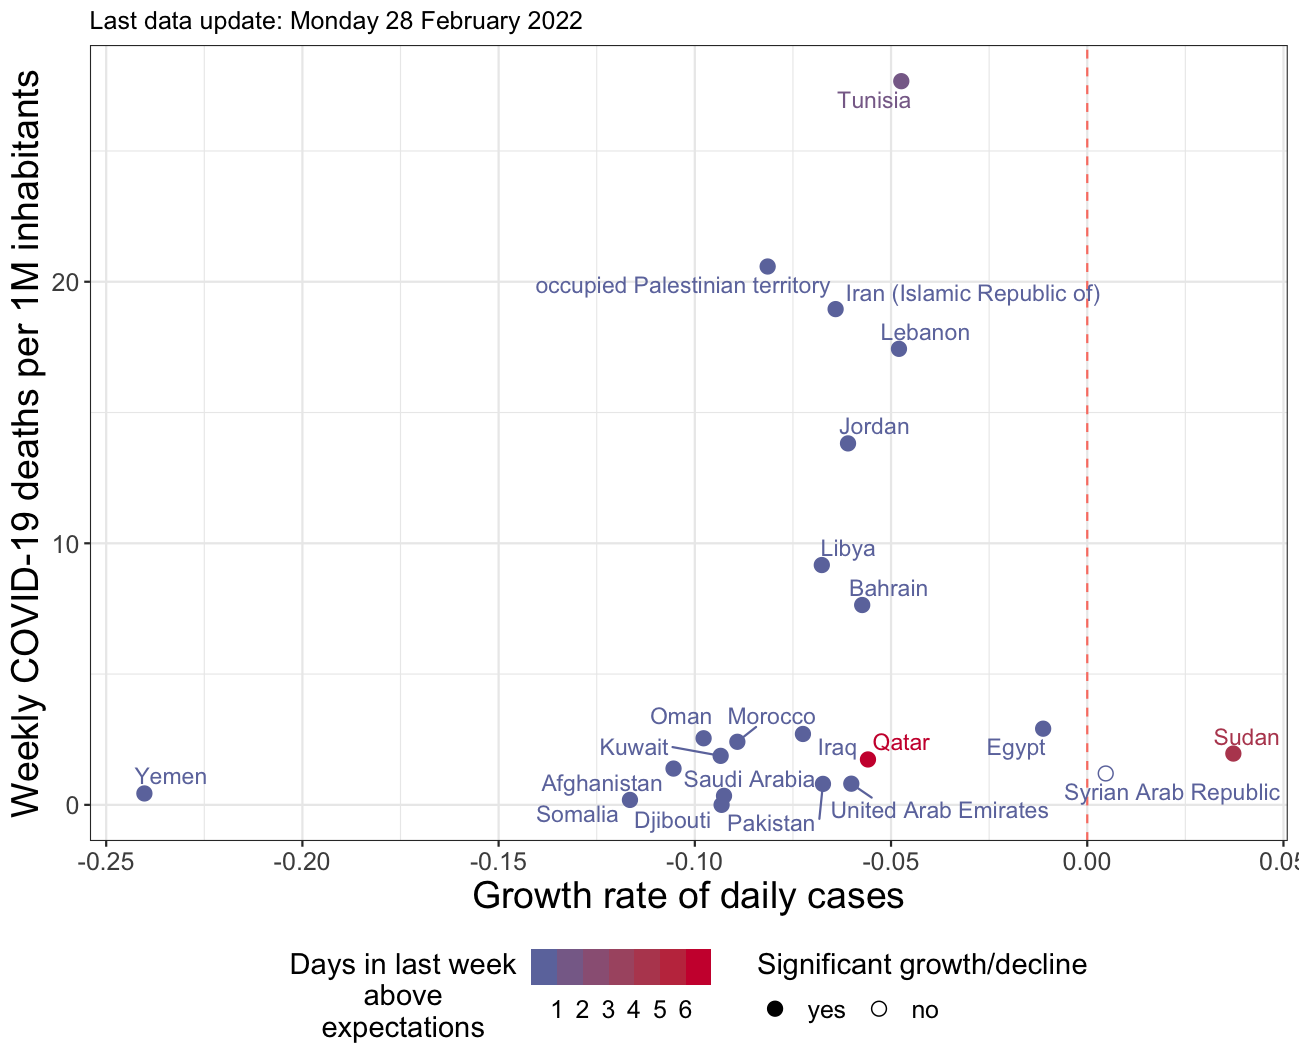 Last data update: Monday 28 February 2022
Weekly COVID-19 deaths per 1M inhabitants
20
10
0
Tunisia
occupied Palestinian territory
Iran (Islamic Republic of)
Lebanon
Jordan
Libya
Bahrain
Oman
Morocco
Kuwait
Iraq
Qatar
Egypt
Sudan
Yemen
Afghanistan
Saudi Arabia
Syrian Arab Republic
Somalia
Djibouti
Pakistan
United Arab Emirates
-0.25 -0.20 -0.15 -0.10 -0.05 0.00 0.05
Growth rate of daily cases
Days in last week
above
expectations
1 2 3 4 5 6
Significant growth/decline
yes no